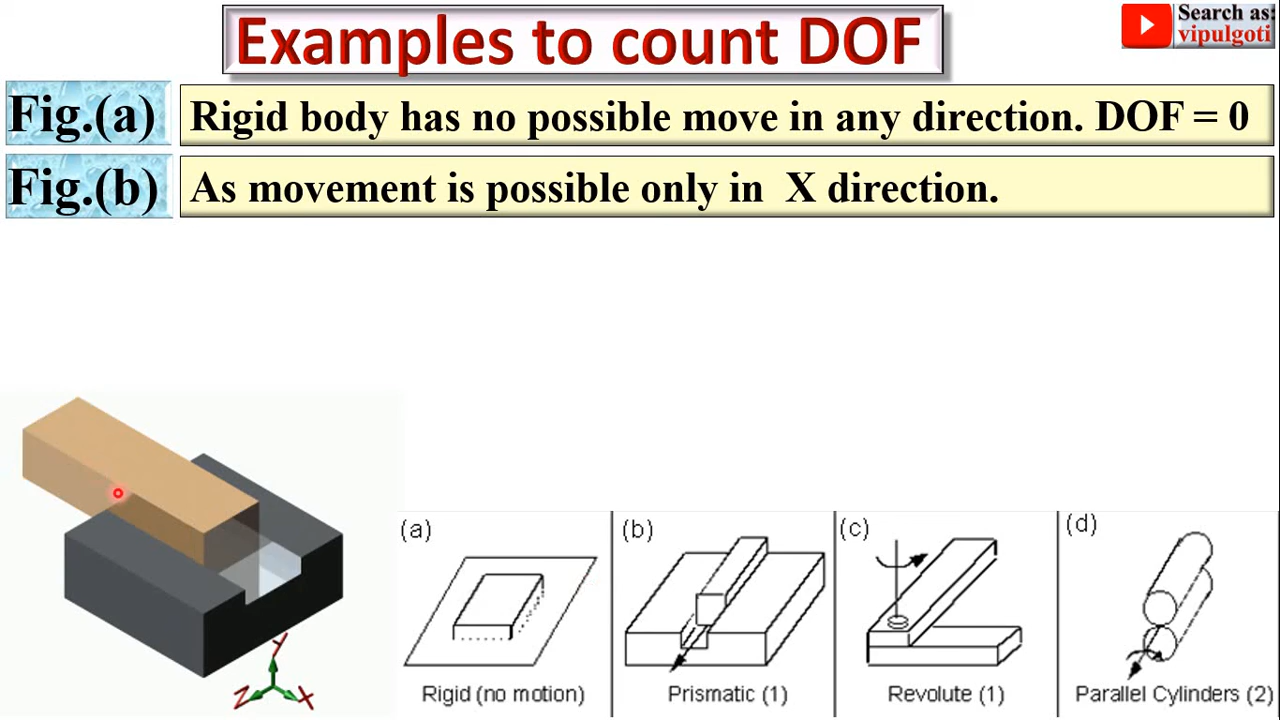 Examples to count DOF
Search as:
vipulgoti
Fig.(a)
Rigid body has no possible move in any direction. DOF = 0
Fig.(b)
As movement is possible only in X direction.
Y
Z
X
(a)
(b)
(c)
(d)
Rigid (no motion)
Prismatic (1)
Revolute (1)
Parallel Cylinders (2)